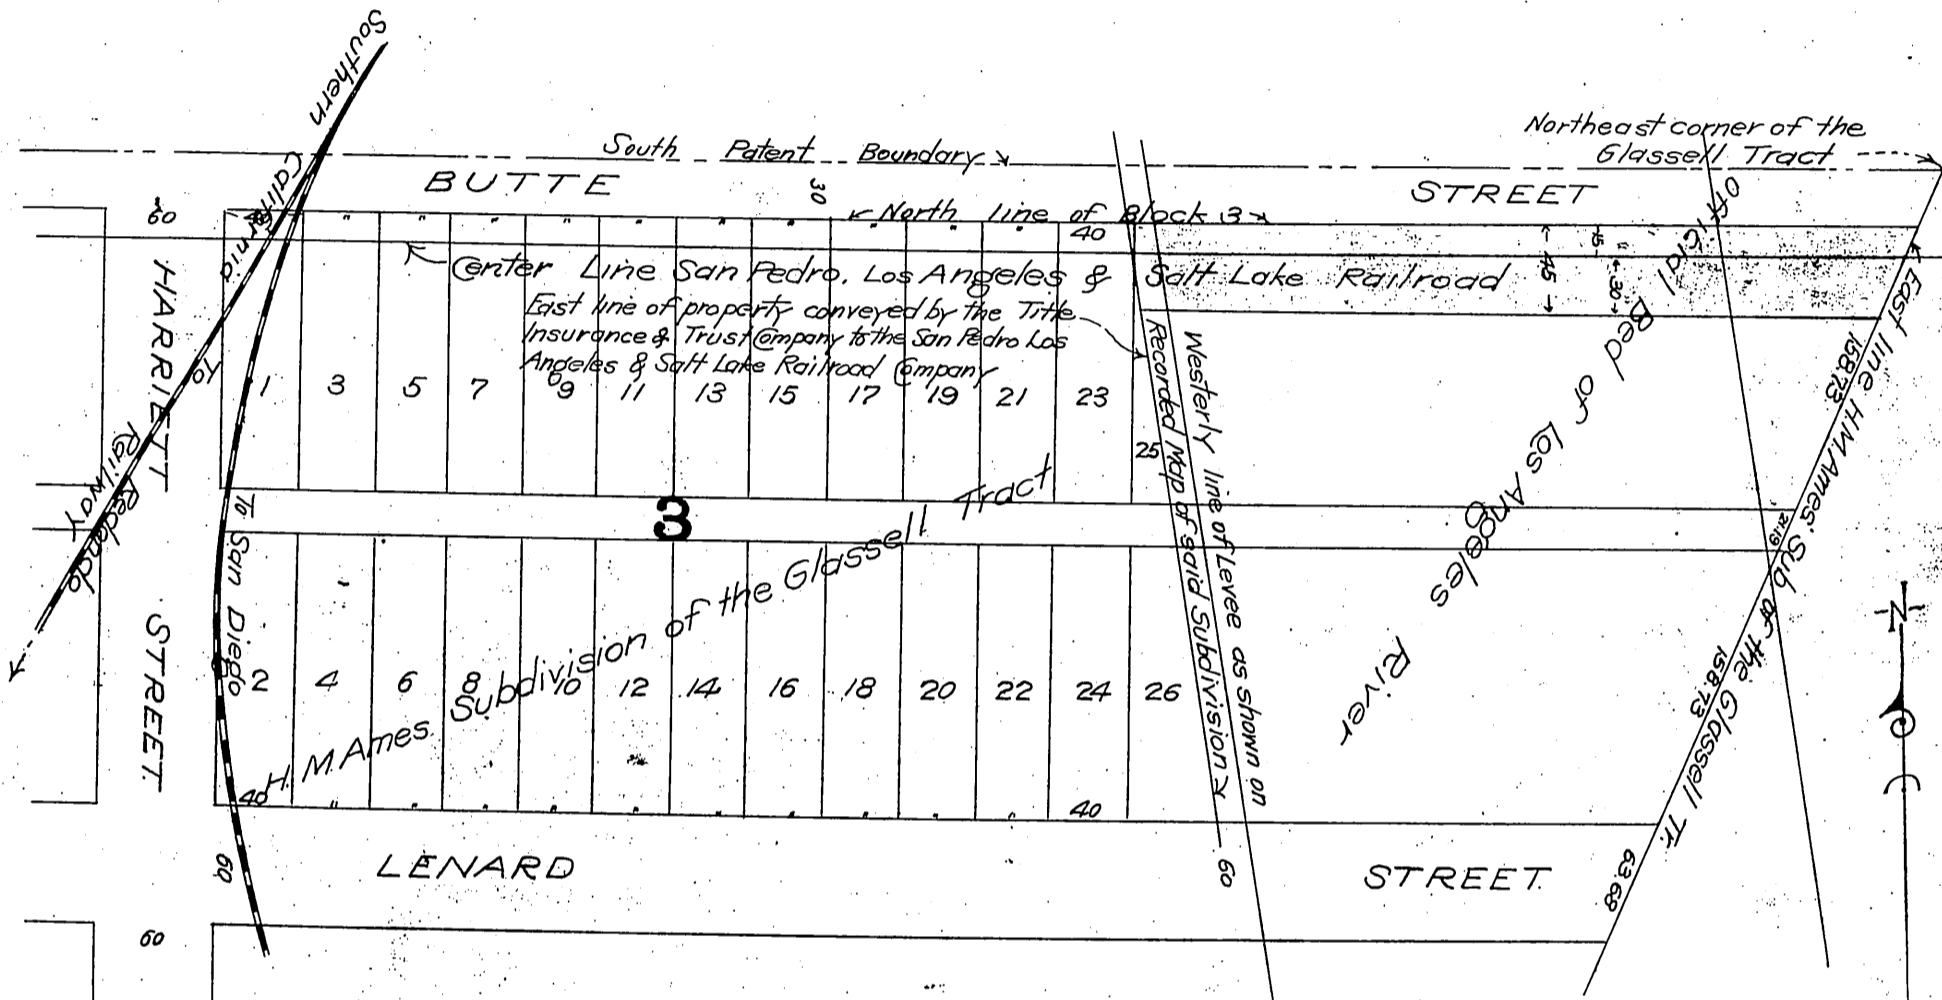 Southern
California
Railway
To
Redondo
South Patent Boundary
Northeast corner of the
Glassell Tract
BUTTE
30
STREET
60
40
North line of Block 3
40
Center Line San Pedro, Los Angeles & Salt Lake Railroad
45
15
30
East line of property conveyed by the Title
Insurance & Trust Company to the San Pedro Los
Angeles & Salt Lake Railroad Company
HARRIETT
STREET
1 3 5 7 9 11 13 15 17 19 21 23
25
Westerly line of Levee as shown on
Recorded Map of said Subdivision
Official Bed of Los Angeles
River
East line H.M. Ames' Sub of the Glassell Tr.
158.73
21.19
158.73
63.68
3
To San Diego
H. M. Ames. Subdivision of the Glassell Tract
2 4 6 8 10 12 14 16 18 20 22 24 26
40
40
N
60
LENARD
60
STREET.
60